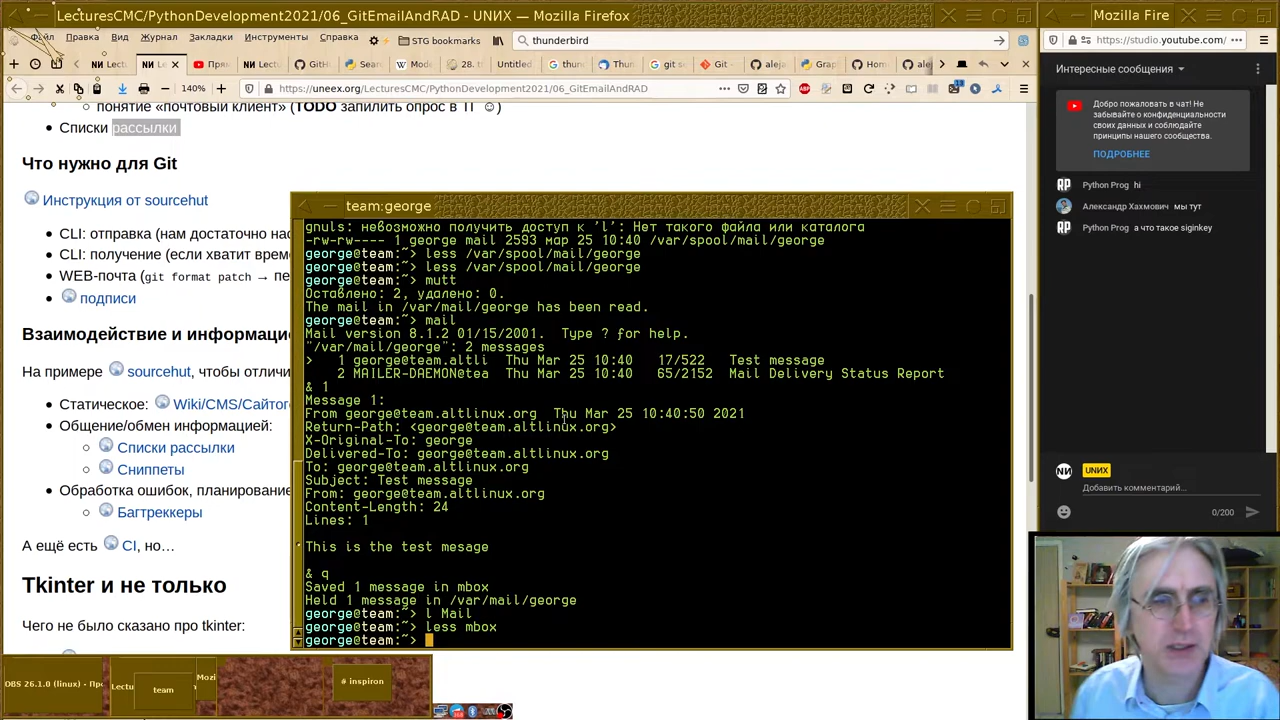 LecturesCMC/PythonDevelopment2021/06_GitEmailAndRAD - UNИX — Mozilla Firefox
Файл Правка Вид Журнал Закладки Инструменты Справка
STG bookmarks
thunderbird
140%
https://uneex.org/LecturesCMC/PythonDevelopment2021/06_GitEmailAndRAD
Списки рассылки
Что нужно для Git
Инструкция от sourcehut
CLI: отправка (нам достаточно нас
CLI: получение (если хватит врем
WEB-почта (git format patch → пе
подписи
Взаимодействие и информаци
На примере sourcehut, чтобы отличи
Статическое: Wiki/CMS/Сайтог
Общение/обмен информацией:
Списки рассылки
Сниппеты
Обработка ошибок, планирование
Багтреккеры
А ещё есть CI, но…
Tkinter и не только
Чего не было сказано про tkinter:
team:george
gnuls: невозможно получить доступ к 'l': Нет такого файла или каталога
-rw-rw---- 1 george mail 2593 мар 25 10:40 /var/spool/mail/george
george@team:~> less /var/spool/mail/george
george@team:~> less /var/spool/mail/george
george@team:~> mutt
Оставлено: 2, удалено: 0.
The mail in /var/mail/george has been read.
george@team:~> mail
Mail version 8.1.2 01/15/2001. Type ? for help.
"/var/mail/george": 2 messages
> 1 george@team.altli Thu Mar 25 10:40 17/522 Test message
2 MAILER-DAEMON@tea Thu Mar 25 10:40 65/2152 Mail Delivery Status Report
& 1
Message 1:
From george@team.altlinux.org Thu Mar 25 10:40:50 2021
Return-Path: <george@team.altlinux.org>
X-Original-To: george
Delivered-To: george@team.altlinux.org
To: george@team.altlinux.org
Subject: Test message
From: george@team.altlinux.org
Content-Length: 24
Lines: 1
This is the test mesage
& q
Saved 1 message in mbox
Held 1 message in /var/mail/george
george@team:~> l Mail
george@team:~> less mbox
george@team:~>
OBS 26.1.0 (linux) - Про
Lectu
team
Mozi
# inspiron
Mozilla Fire
https://studio.youtube.com/
Интересные сообщения
Добро пожаловать в чат! Не
забывайте о конфиденциальности
своих данных и соблюдайте
принципы нашего сообщества.
ПОДРОБНЕЕ
Python Prog hi
Александр Хахмович мы тут
Python Prog а что такое siginkey
UNИX
Добавить комментарий...
0/200